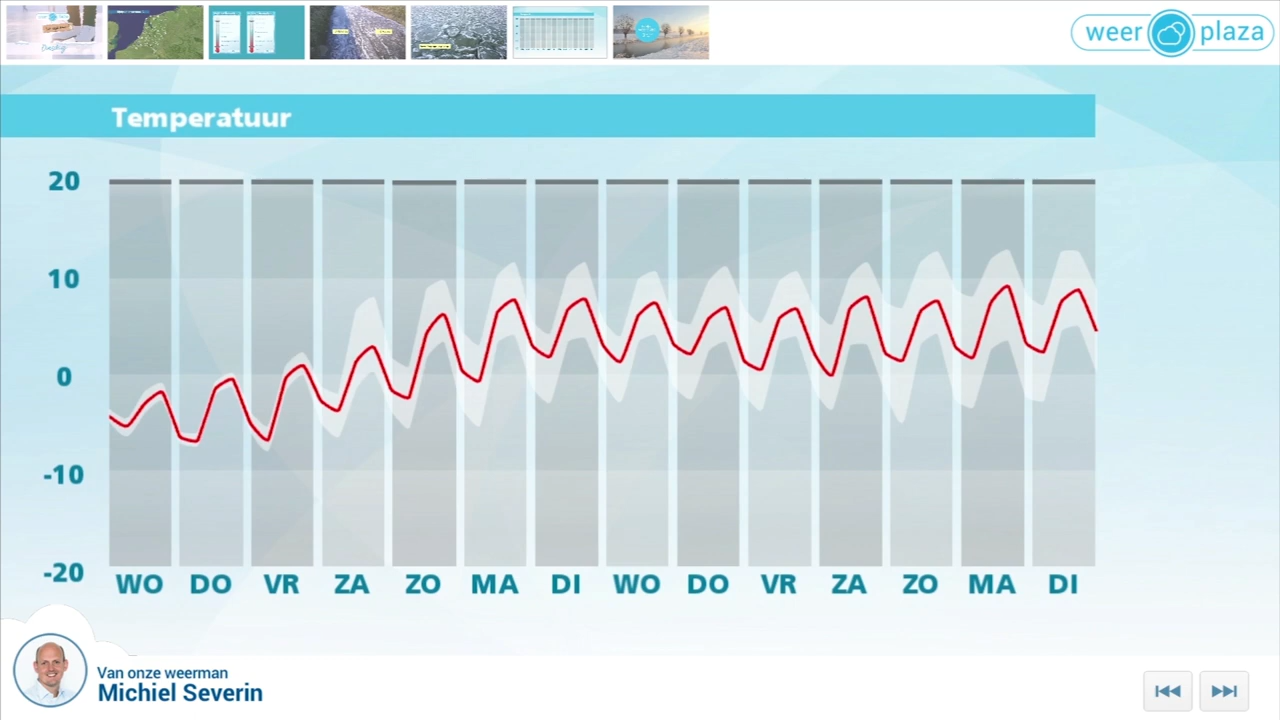 weer plaza
Temperatuur
20
10
0
-10
-20
WO DO VR ZA ZO MA DI WO DO VR ZA ZO MA DI
Van onze weerman
Michiel Severin